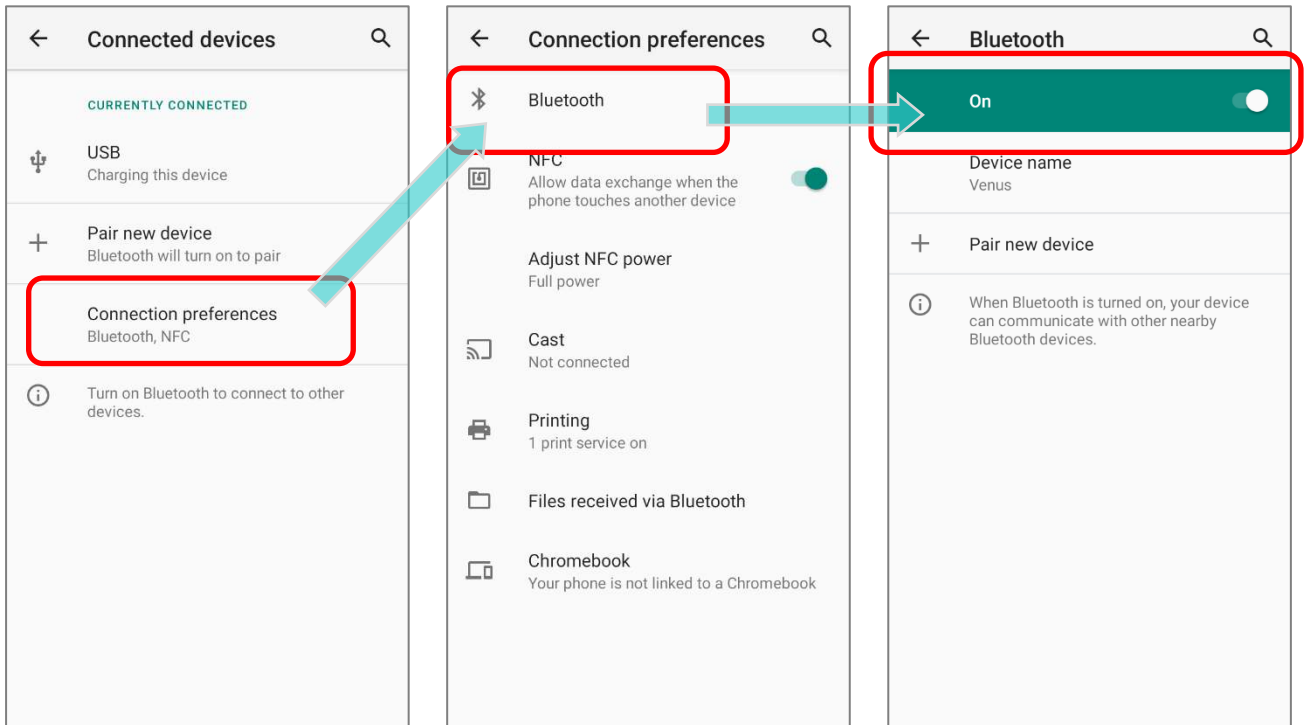 Connected devices
CURRENTLY CONNECTED
USB
Charging this device
Pair new device
Bluetooth will turn on to pair
Connection preferences
Bluetooth, NFC
Turn on Bluetooth to connect to other
devices.
Connection preferences
Bluetooth
NFC
Allow data exchange when the
phone touches another device
Adjust NFC power
Full power
Cast
Not connected
Printing
1 print service on
Files received via Bluetooth
Chromebook
Your phone is not linked to a Chromebook
Bluetooth
On
Device name
Venus
Pair new device
When Bluetooth is turned on, your device
can communicate with other nearby
Bluetooth devices.